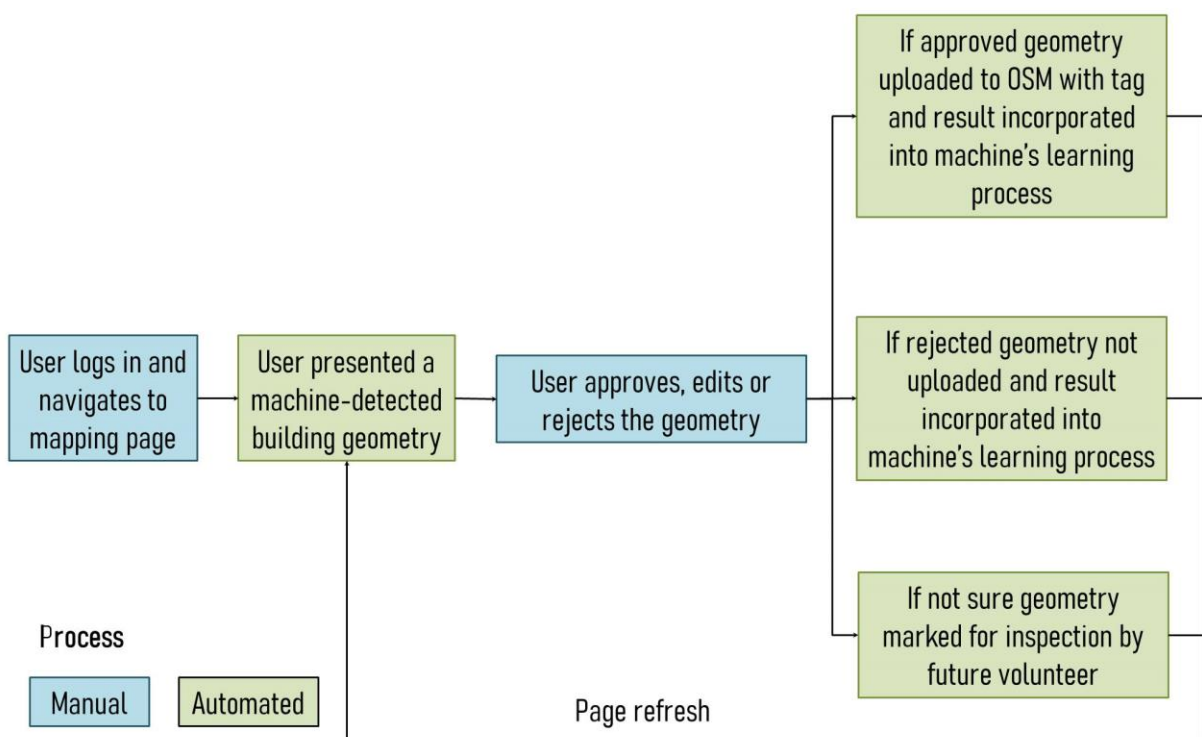 User logs in and
navigates to
mapping page
User presented a
machine-detected
building geometry
User approves, edits or
rejects the geometry
If approved geometry
uploaded to OSM with tag
and result incorporated
into machine's learning
process
If rejected geometry not
uploaded and result
incorporated into
machine's learning process
If not sure geometry
marked for inspection by
future volunteer
Process
Manual
Automated
Page refresh